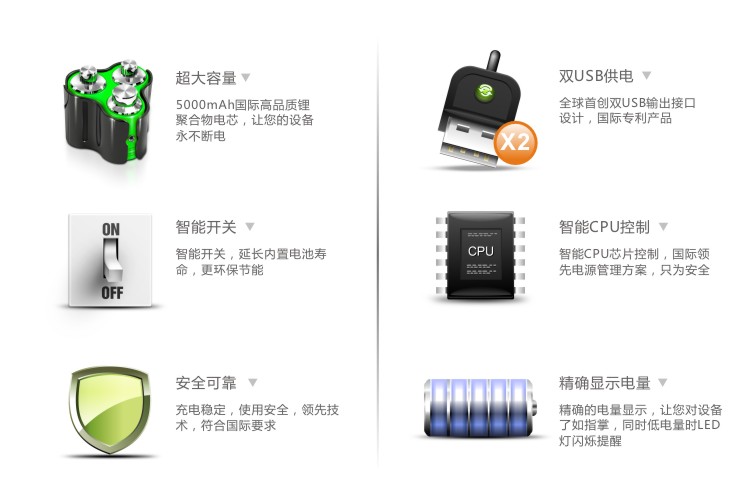 超大容量
5000mAh国际高品质锂
聚合物电芯，让您的设备
永不断电
ON
OFF
智能开关
智能开关，延长内置电池寿
命，更环保节能
安全可靠
充电稳定，使用安全，领先技
术，符合国际要求
X2
双USB供电
全球首创双USB输出接口
设计，国际专利产品
CPU
智能CPU控制
智能CPU芯片控制，国际领
先电源管理方案，只为安全
精确显示电量
精确的电量显示，让您对设备
了如指掌，同时低电量时LED
灯闪烁提醒